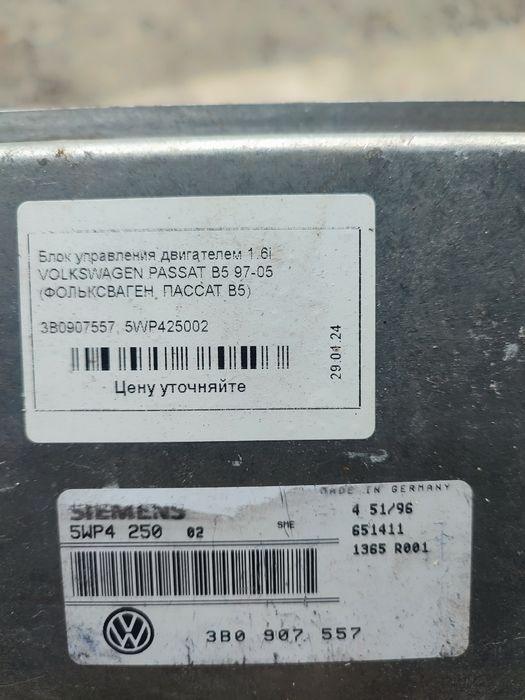 Блок управления двигателем 1.6i
VOLKSWAGEN PASSAT B5 97-05
(ФОЛЬКСВАГЕН, ПАССАТ Б5)
3B0907557, 5WP425002
Цену уточняйте
29.04.24
MADE IN GERMANY
SIEMENS
5WP4 250 02 SME
4 51/96
651411
1365 R001
3B0 907 557